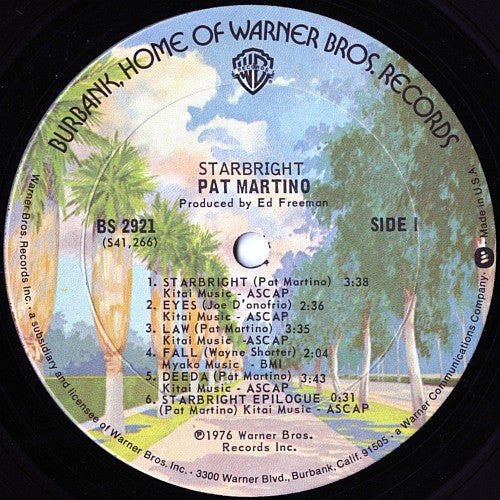 BURBANK, HOME OF WARNER BROS. RECORDS
WB
RECORDS
STARBRIGHT
PAT MARTINO
Produced by Ed Freeman
BS 2921
(S41,266)
SIDE 1
1. STARBRIGHT (Pat Martino) 3:38
Kitai Music - ASCAP
2. EYES (Joe D'onofrio) 2:36
Kitai Music - ASCAP
3. LAW (Pat Martino) 3:35
Kitai Music - ASCAP
4. FALL (Wayne Shorter) 2:04
Myako Music - BMI
5. DEEDA (Pat Martino) 3:43
Kitai Music - ASCAP
6. STARBRIGHT EPILOGUE 0:31
(Pat Martino) Kitai Music - ASCAP
℗1976 Warner Bros.
Records Inc.
Warner Bros. Records Inc. - a subsidiary and licensee of Warner Bros. Inc. - 3300 Warner Blvd., Burbank, Calif. 91505 - a Warner Communications Company - Made in U.S.A.